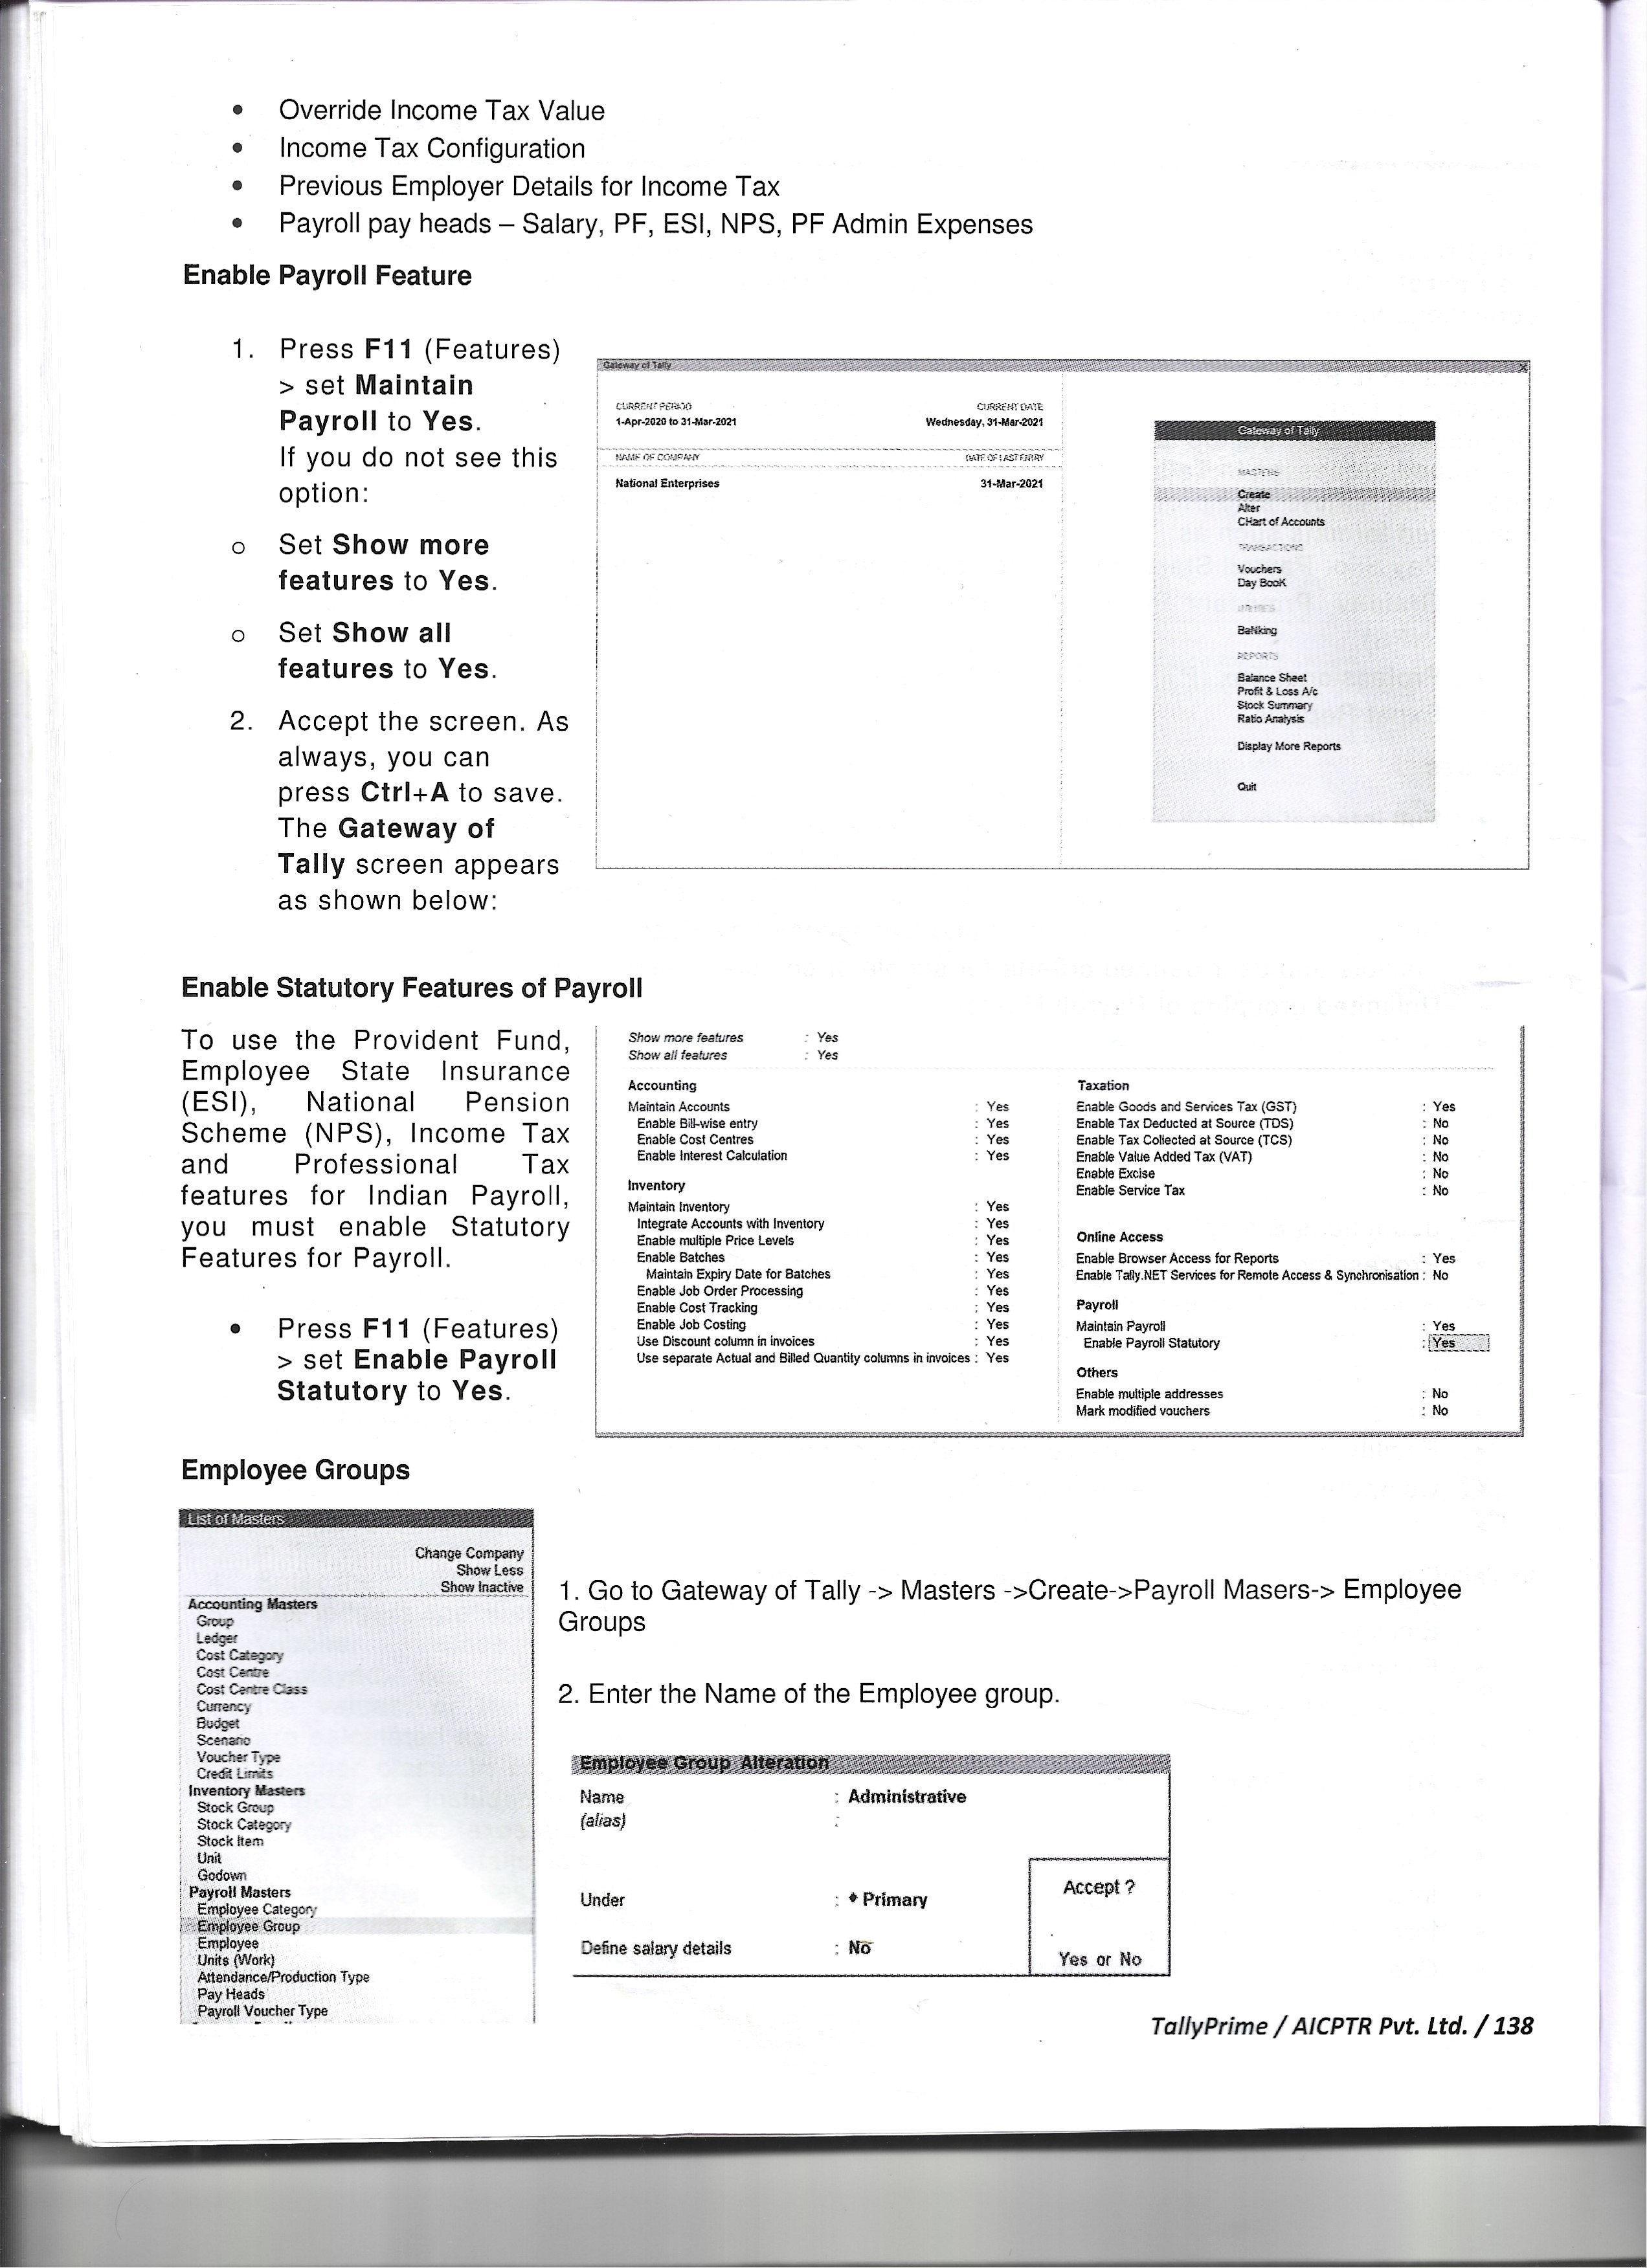 • Override Income Tax Value
• Income Tax Configuration
• Previous Employer Details for Income Tax
• Payroll pay heads – Salary, PF, ESI, NPS, PF Admin Expenses
Enable Payroll Feature
1. Press F11 (Features)
> set Maintain
Payroll to Yes.
If you do not see this
option:
o Set Show more
features to Yes.
o Set Show all
features to Yes.
2. Accept the screen. As
always, you can
press Ctrl+A to save.
The Gateway of
Tally screen appears
as shown below:
Gateway of Tally
CURRENT PERIOD CURRENT DATE
1-Apr-2020 to 31-Mar-2021 Wednesday, 31-Mar-2021
NAME OF COMPANY DATE OF LAST ENTRY
National Enterprises 31-Mar-2021
Gateway of Tally
MASTERS
Create
Alter
CHart of Accounts
TRANSACTIONS
Vouchers
Day BooK
BaNking
REPORTS
Balance Sheet
Profit & Loss A/c
Stock Summary
Ratio Analysis
Display More Reports
Quit
Enable Statutory Features of Payroll
To use the Provident Fund,
Employee State Insurance
(ESI), National Pension
Scheme (NPS), Income Tax
and Professional Tax
features for Indian Payroll,
you must enable Statutory
Features for Payroll.
• Press F11 (Features)
> set Enable Payroll
Statutory to Yes.
Show more features : Yes
Show all features : Yes
Accounting
Maintain Accounts : Yes
Enable Bill-wise entry : Yes
Enable Cost Centres : Yes
Enable Interest Calculation : Yes
Inventory
Maintain Inventory : Yes
Integrate Accounts with Inventory : Yes
Enable multiple Price Levels : Yes
Enable Batches : Yes
Maintain Expiry Date for Batches : Yes
Enable Job Order Processing : Yes
Enable Cost Tracking : Yes
Enable Job Costing : Yes
Use Discount column in invoices : Yes
Use separate Actual and Billed Quantity columns in invoices : Yes
Taxation
Enable Goods and Services Tax (GST) : Yes
Enable Tax Deducted at Source (TDS) : No
Enable Tax Collected at Source (TCS) : No
Enable Value Added Tax (VAT) : No
Enable Excise : No
Enable Service Tax : No
Online Access
Enable Browser Access for Reports : Yes
Enable Tally.NET Services for Remote Access & Synchronisation : No
Payroll
Maintain Payroll : Yes
Enable Payroll Statutory : Yes
Others
Enable multiple addresses : No
Mark modified vouchers : No
Employee Groups
List of Masters
Change Company
Show Less
Show Inactive
Accounting Masters
Group
Ledger
Cost Category
Cost Centre
Cost Centre Class
Currency
Budget
Scenario
Voucher Type
Credit Limits
Inventory Masters
Stock Group
Stock Category
Stock Item
Unit
Godown
Payroll Masters
Employee Category
Employee Group
Employee
Units (Work)
Attendance/Production Type
Pay Heads
Payroll Voucher Type
1. Go to Gateway of Tally -> Masters ->Create->Payroll Masers-> Employee
Groups
2. Enter the Name of the Employee group.
Employee Group Alteration
Name : Administrative
(alias) :
Under : ♦ Primary
Define salary details : No
Accept ?
Yes or No
TallyPrime / AICPTR Pvt. Ltd. / 138